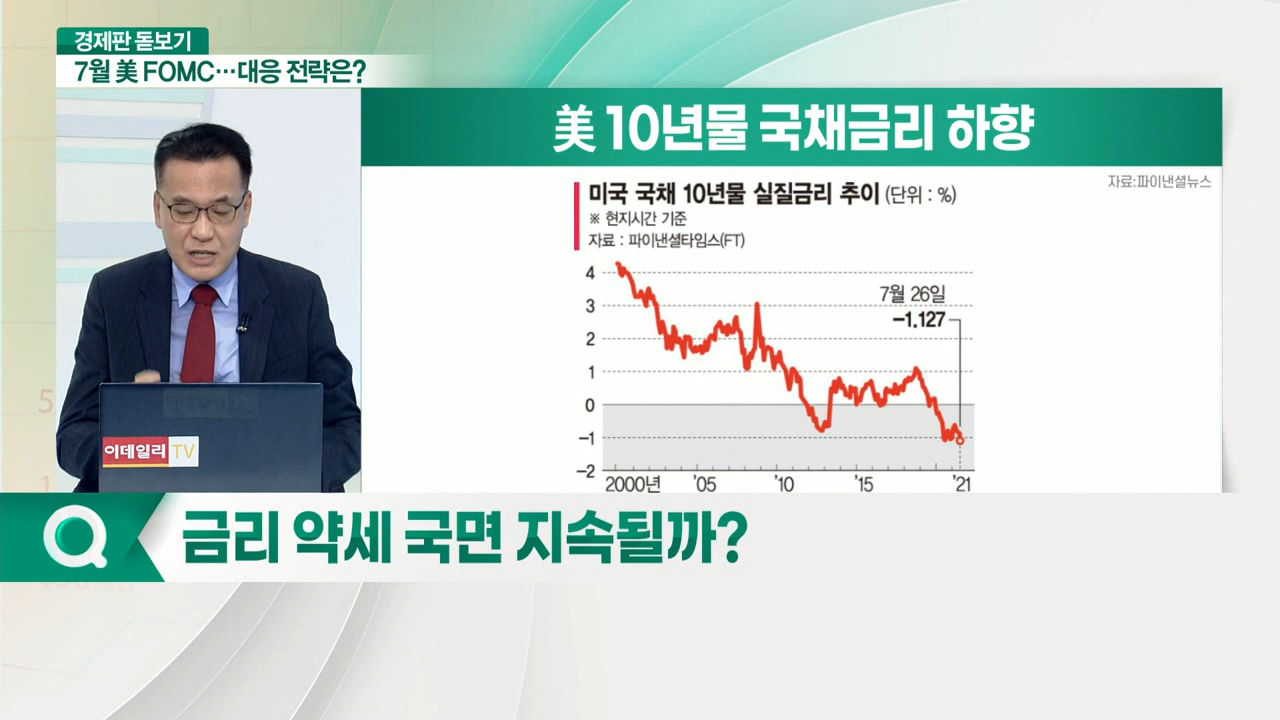 경제판 돋보기
7월 美 FOMC…대응 전략은?
美 10년물 국채금리 하향
자료:파이낸셜뉴스
미국 국채 10년물 실질금리 추이 (단위 : %)
※ 현지시간 기준
자료 : 파이낸셜타임스(FT)
4
3
2
1
0
-1
-2
7월 26일
-1.127
2000년 '05 '10 '15 '21
이데일리 TV
Q 금리 약세 국면 지속될까?